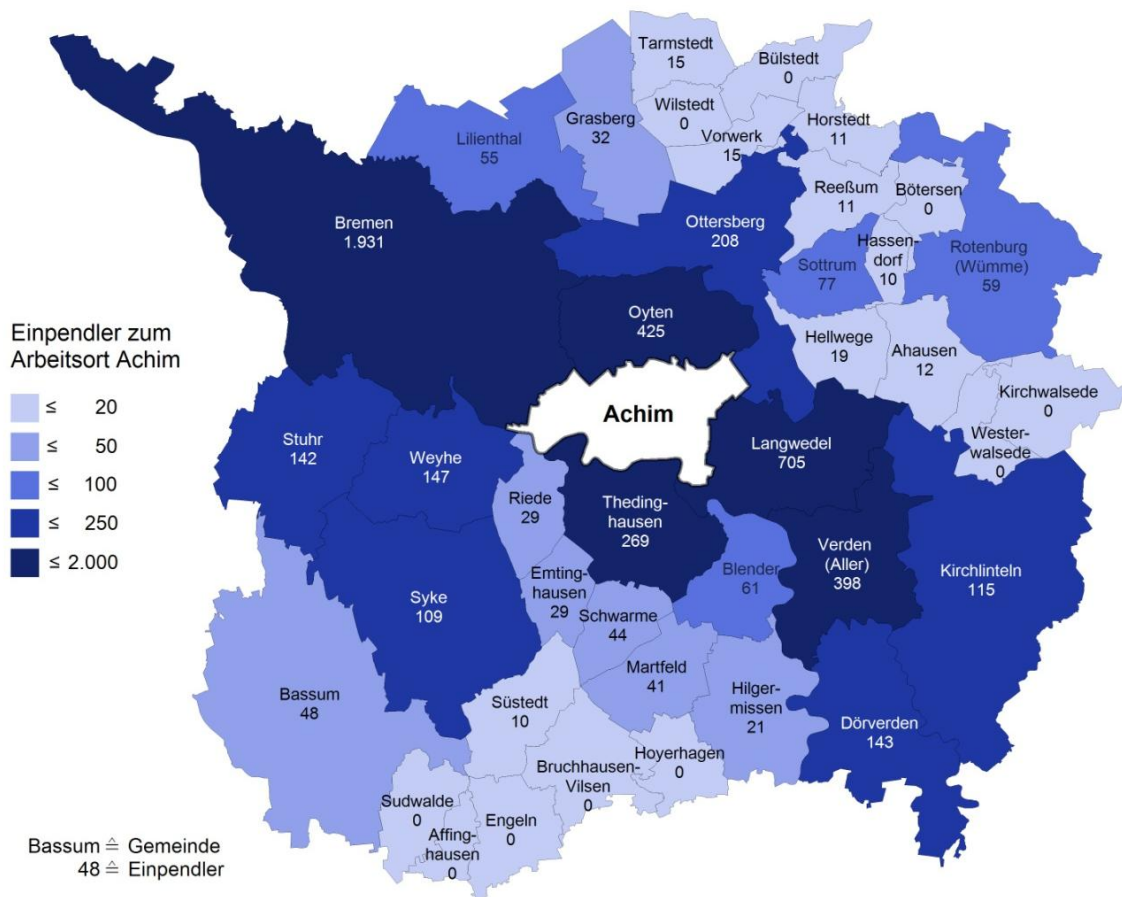 Tarmstedt
15
Bülstedt
0
Wilstedt
0
Grasberg
32
Horstedt
11
Vorwerk
15
Lilienthal
55
Reeßum
11
Bötersen
0
Bremen
1.931
Ottersberg
208
Hassen-
dorf
10
Rotenburg
(Wümme)
59
Sottrum
77
Oyten
425
Einpendler zum
Arbeitsort Achim
≤ 20
≤ 50
≤ 100
≤ 250
≤ 2.000
Hellwege
19
Ahausen
12
Kirchwalsede
0
Achim
Wester-
walsede
0
Stuhr
142
Weyhe
147
Langwedel
705
Riede
29
Theding-
hausen
269
Verden
(Aller)
398
Kirchlinteln
115
Blender
61
Emting-
hausen
29
Syke
109
Schwarme
44
Martfeld
41
Bassum
48
Süstedt
10
Hilger-
missen
21
Dörverden
143
Hoyerhagen
0
Bruchhausen-
Vilsen
0
Sudwalde
0
Engeln
0
Affing-
hausen
0
Bassum ≙ Gemeinde
48 ≙ Einpendler